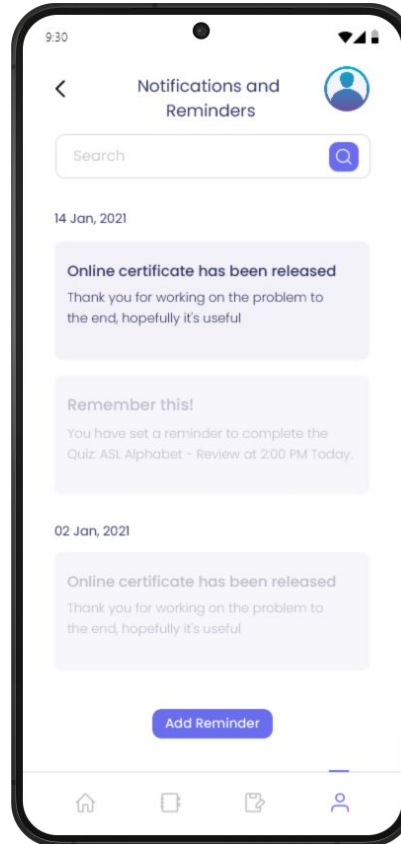 9:30
Notifications and
Reminders
Search
14 Jan, 2021
Online certificate has been released
Thank you for working on the problem to
the end, hopefully it's useful
Remember this!
You have set a reminder to complete the
Quiz: ASL Alphabet - Review at 2:00 PM Today.
02 Jan, 2021
Online certificate has been released
Thank you for working on the problem to
the end, hopefully it's useful
Add Reminder